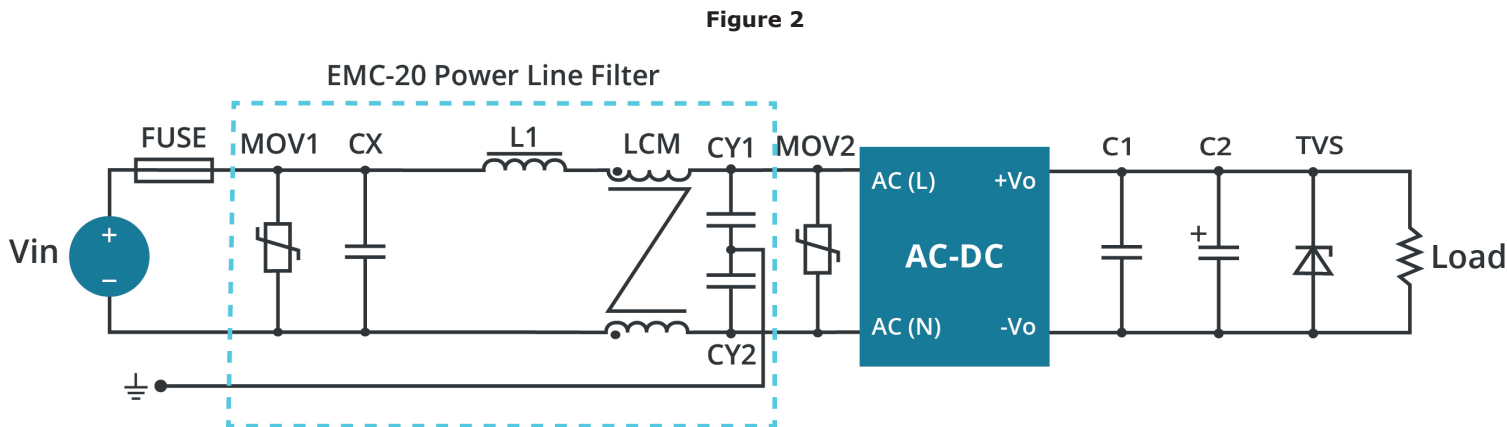 Figure 2
EMC-20 Power Line Filter
FUSE
MOV1
CX
L1
LCM
CY1
MOV2
C1
C2
TVS
AC (L)
+Vo
+
Vin
−
+
AC-DC
Load
AC (N)
-Vo
CY2